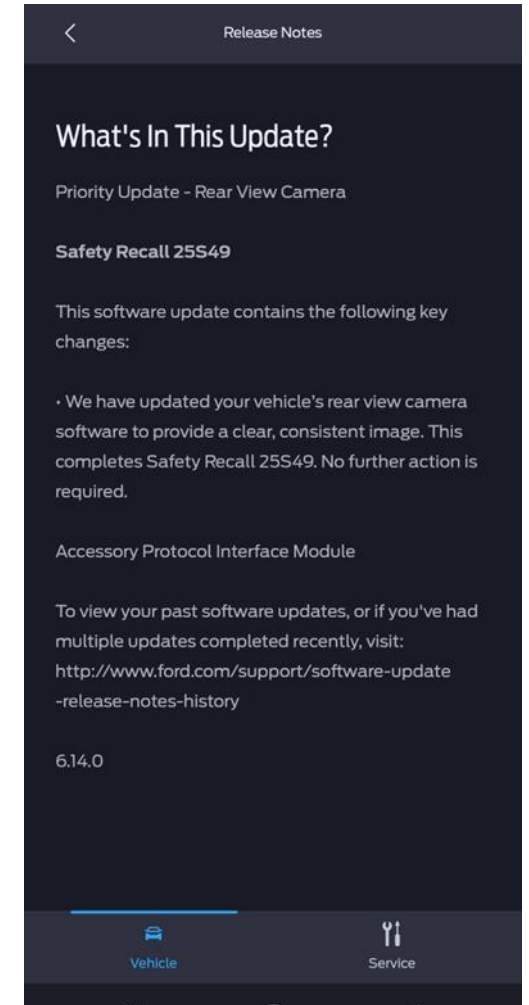 Release Notes
What's In This Update?
Priority Update - Rear View Camera
Safety Recall 25S49
This software update contains the following key
changes:
• We have updated your vehicle's rear view camera
software to provide a clear, consistent image. This
completes Safety Recall 25S49. No further action is
required.
Accessory Protocol Interface Module
To view your past software updates, or if you've had
multiple updates completed recently, visit:
http://www.ford.com/support/software-update
-release-notes-history
6.14.0
Vehicle
Service